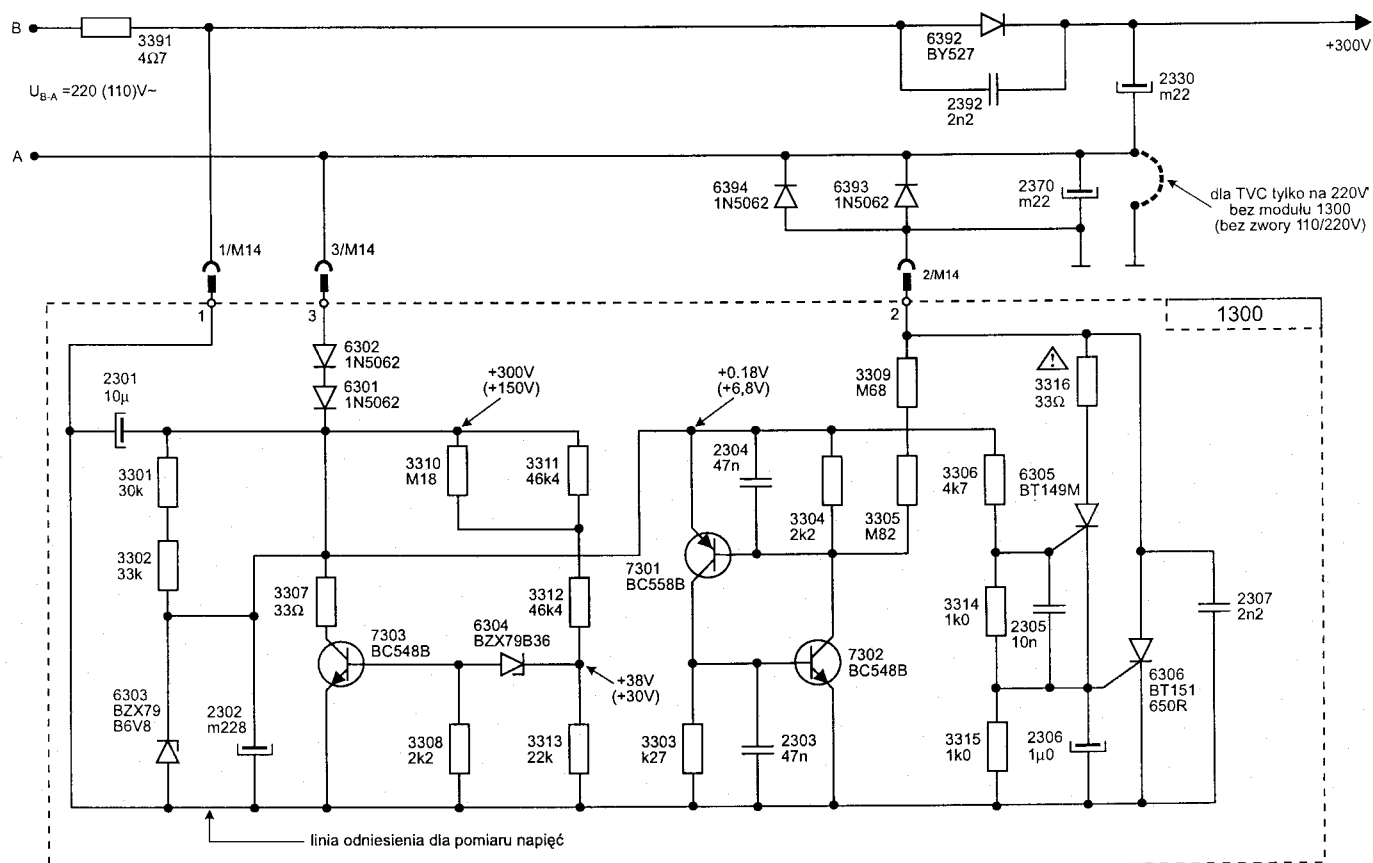 B
3391
4Ω7
U_B-A =220 (110)V~
6392
BY527
2392
2n2
2330
m22
+300V
A
6394
1N5062
6393
1N5062
2370
m22
dla TVC tylko na 220V
bez modułu 1300
(bez zwory 110/220V)
1/M14
3/M14
2/M14
1
3
2
1300
6302
1N5062
6301
1N5062
2301
10µ
+300V
(+150V)
+0.18V
(+6,8V)
3309
M68
3316
33Ω
3301
30k
3310
M18
3311
46k4
2304
47n
3306
4k7
6305
BT149M
3302
33k
3304
2k2
3305
M82
7301
BC558B
3307
33Ω
3312
46k4
3314
1k0
2305
10n
2307
2n2
7303
BC548B
6304
BZX79B36
7302
BC548B
6306
BT151
650R
+38V
(+30V)
6303
BZX79
B6V8
2302
m228
3308
2k2
3313
22k
3303
k27
2303
47n
3315
1k0
2306
1µ0
linia odniesienia dla pomiaru napięć